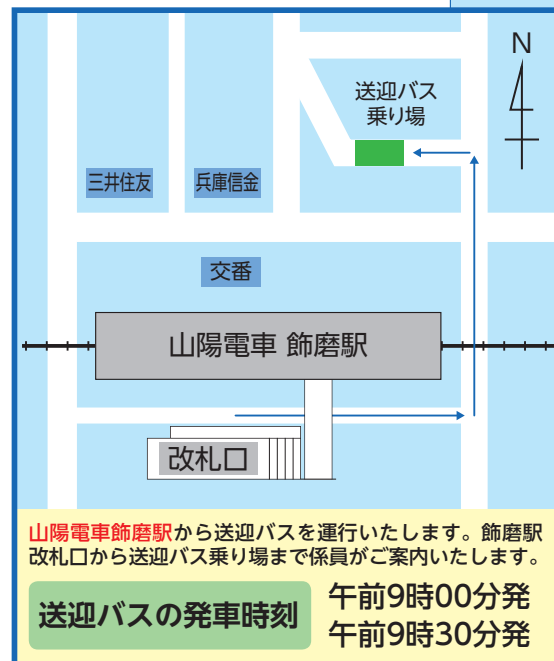 N
送迎バス
乗り場
三井住友
兵庫信金
交番
山陽電車 飾磨駅
改札口
山陽電車飾磨駅から送迎バスを運行いたします。飾磨駅
改札口から送迎バス乗り場まで係員がご案内いたします。
送迎バスの発車時刻
午前9時00分発
午前9時30分発